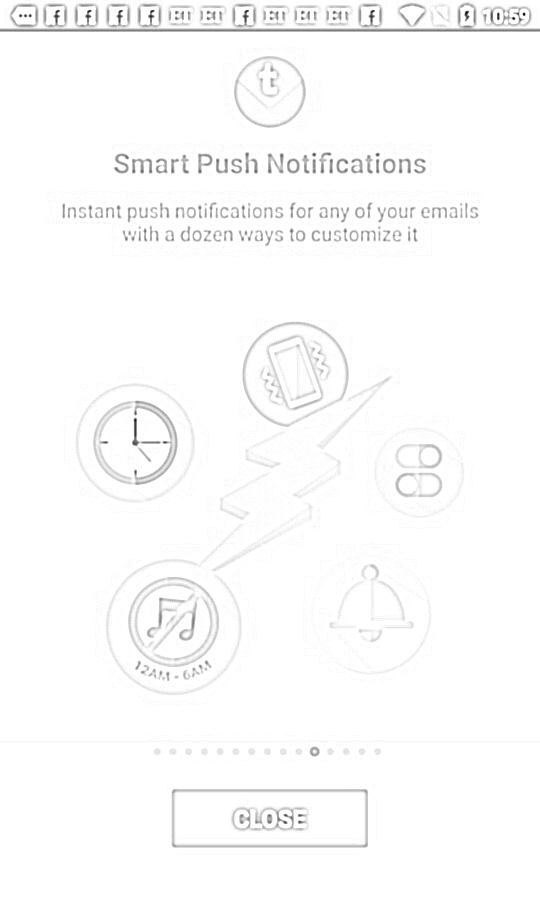 10:59
t
Smart Push Notifications
Instant push notifications for any of your emails
with a dozen ways to customize it
12AM - 6AM
CLOSE